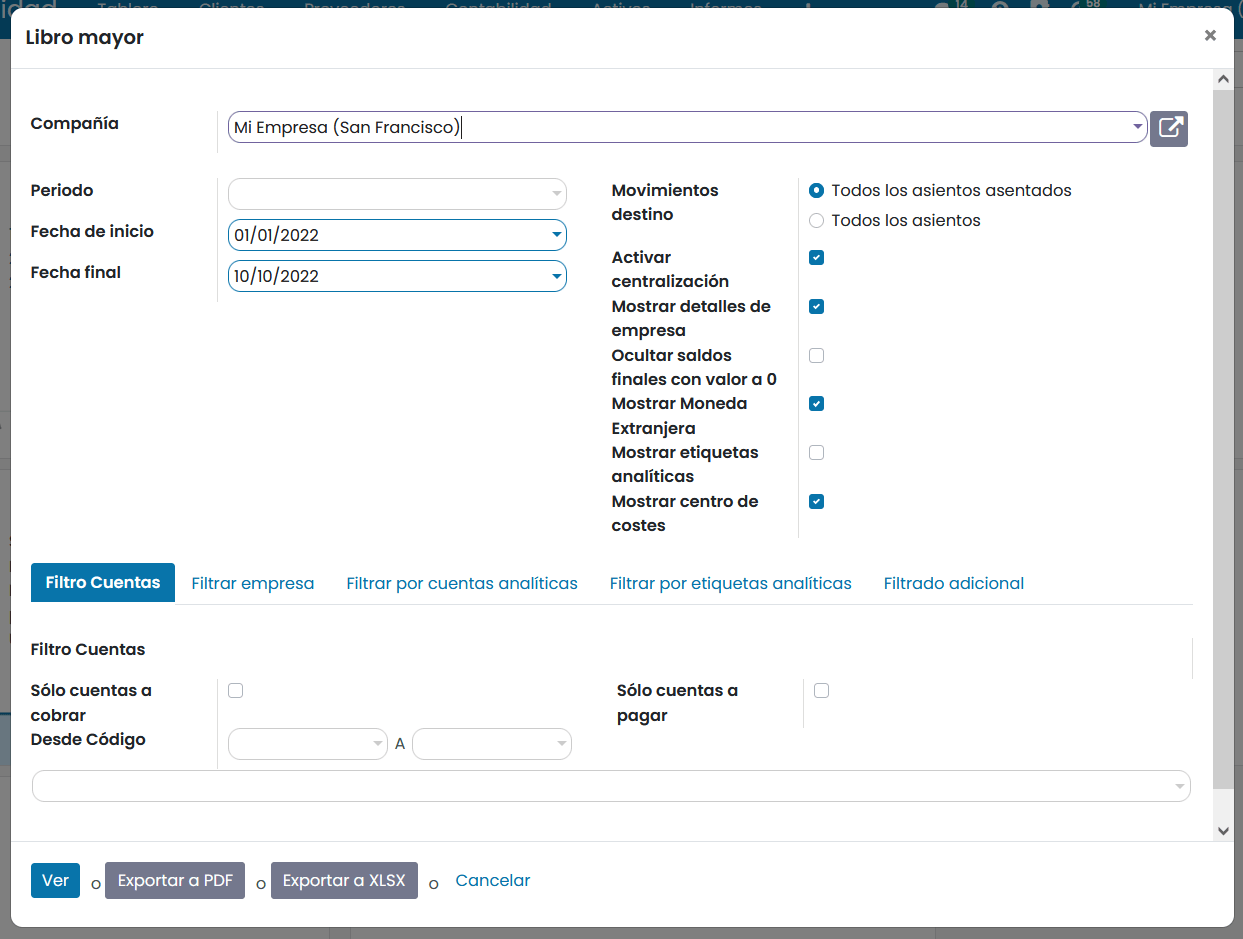 Libro mayor
×
Compañía
Mi Empresa (San Francisco)
Periodo
Fecha de inicio
01/01/2022
Fecha final
10/10/2022
Movimientos
destino
Todos los asientos asentados
Todos los asientos
Activar
centralización
Mostrar detalles de
empresa
Ocultar saldos
finales con valor a 0
Mostrar Moneda
Extranjera
Mostrar etiquetas
analíticas
Mostrar centro de
costes
Filtro Cuentas Filtrar empresa Filtrar por cuentas analíticas Filtrar por etiquetas analíticas Filtrado adicional
Filtro Cuentas
Sólo cuentas a
cobrar
Sólo cuentas a
pagar
Desde Código
A
Ver o Exportar a PDF o Exportar a XLSX o Cancelar